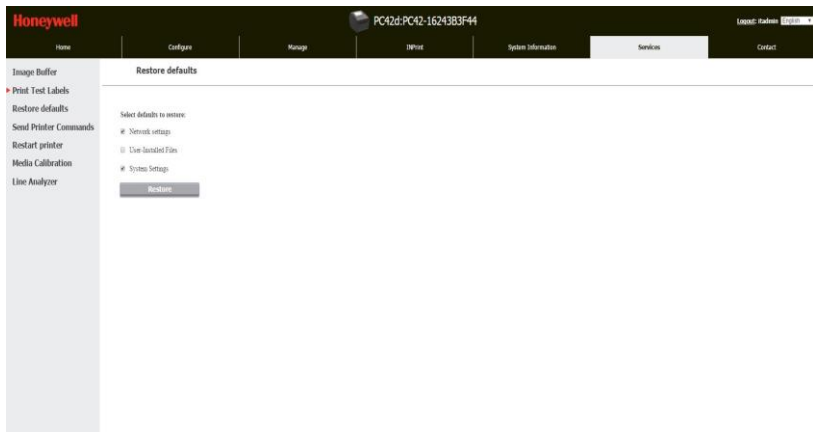 Honeywell
PC42d:PC42-16243B3F44
Logout: itadmin English
Home Configure Manage INPrint System Information Services Contact
Image Buffer
Print Test Labels
Restore defaults
Send Printer Commands
Restart printer
Media Calibration
Line Analyzer
Restore defaults
Select defaults to restore:
Network settings
User-Installed Files
System Settings
Restore